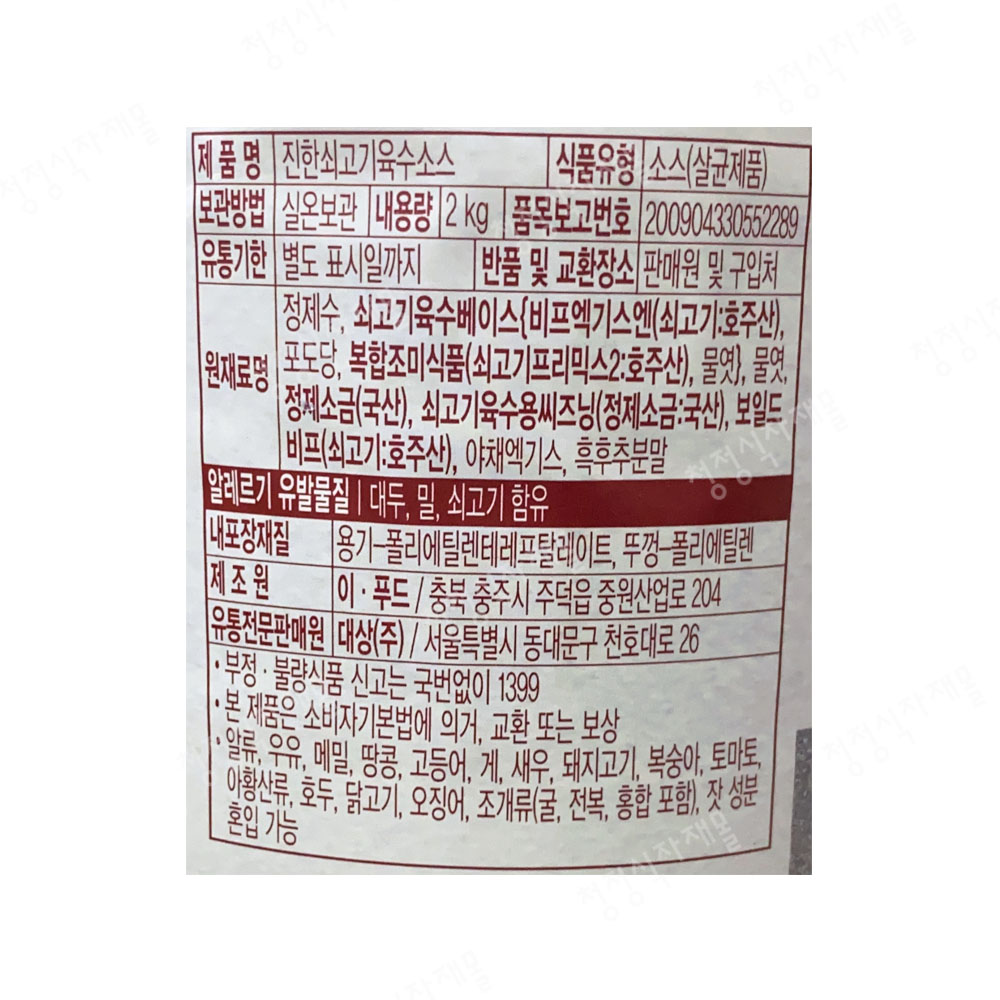 제 품 명 진한쇠고기육수소스 식품유형 소스(살균제품)
보관방법 실온보관 내용량 2 kg 품목보고번호 200904330552289
유통기한 별도 표시일까지 반품 및 교환장소 판매원 및 구입처
원재료명 정제수, 쇠고기육수베이스{비프엑기스엔(쇠고기:호주산),
포도당, 복합조미식품(쇠고기프리믹스2:호주산), 물엿}, 물엿,
정제소금(국산), 쇠고기육수용씨즈닝(정제소금:국산), 보일드
비프(쇠고기:호주산), 야채엑기스, 흑후추분말
알레르기 유발물질 | 대두, 밀, 쇠고기 함유
내포장재질 용기-폴리에틸렌테레프탈레이트, 뚜껑-폴리에틸렌
제 조 원 이·푸드 / 충북 충주시 주덕읍 중원산업로 204
유통전문판매원 대상(주) / 서울특별시 동대문구 천호대로 26
• 부정·불량식품 신고는 국번없이 1399
• 본 제품은 소비자기본법에 의거, 교환 또는 보상
• 알류, 우유, 메밀, 땅콩, 고등어, 게, 새우, 돼지고기, 복숭아, 토마토,
아황산류, 호두, 닭고기, 오징어, 조개류(굴, 전복, 홍합 포함), 잣 성분
혼입 가능
청정식자재몰